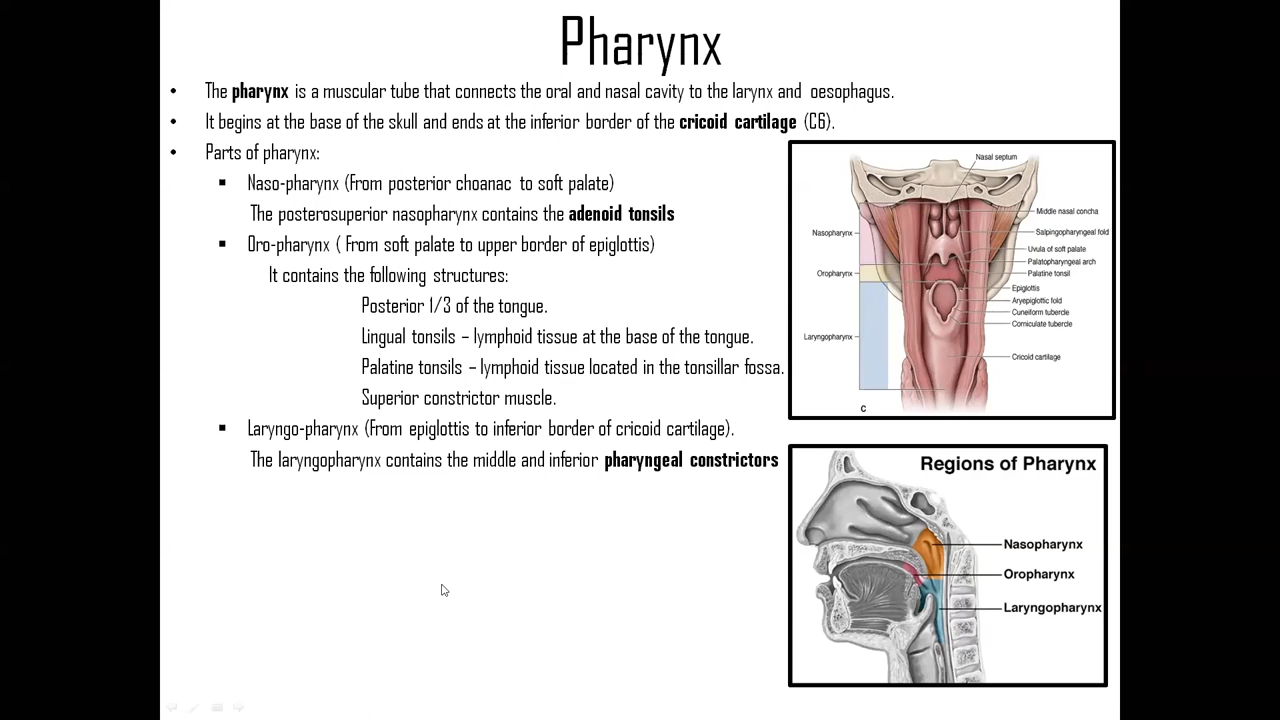 Pharynx
• The pharynx is a muscular tube that connects the oral and nasal cavity to the larynx and oesophagus.
• It begins at the base of the skull and ends at the inferior border of the cricoid cartilage (C6).
• Parts of pharynx:
▪ Naso-pharynx (From posterior choanac to soft palate)
The posterosuperior nasopharynx contains the adenoid tonsils
▪ Oro-pharynx ( From soft palate to upper border of epiglottis)
It contains the following structures:
Posterior 1/3 of the tongue.
Lingual tonsils – lymphoid tissue at the base of the tongue.
Palatine tonsils – lymphoid tissue located in the tonsillar fossa.
Superior constrictor muscle.
▪ Laryngo-pharynx (From epiglottis to inferior border of cricoid cartilage).
The laryngopharynx contains the middle and inferior pharyngeal constrictors
Nasal septum
Middle nasal concha
Nasopharynx
Salpingopharyngeal fold
Uvula of soft palate
Palatopharyngeal arch
Oropharynx
Palatine tonsil
Epiglottis
Aryepiglottic fold
Cuneiform tubercle
Corniculate tubercle
Laryngopharynx
Cricoid cartilage
C
Regions of Pharynx
Nasopharynx
Oropharynx
Laryngopharynx